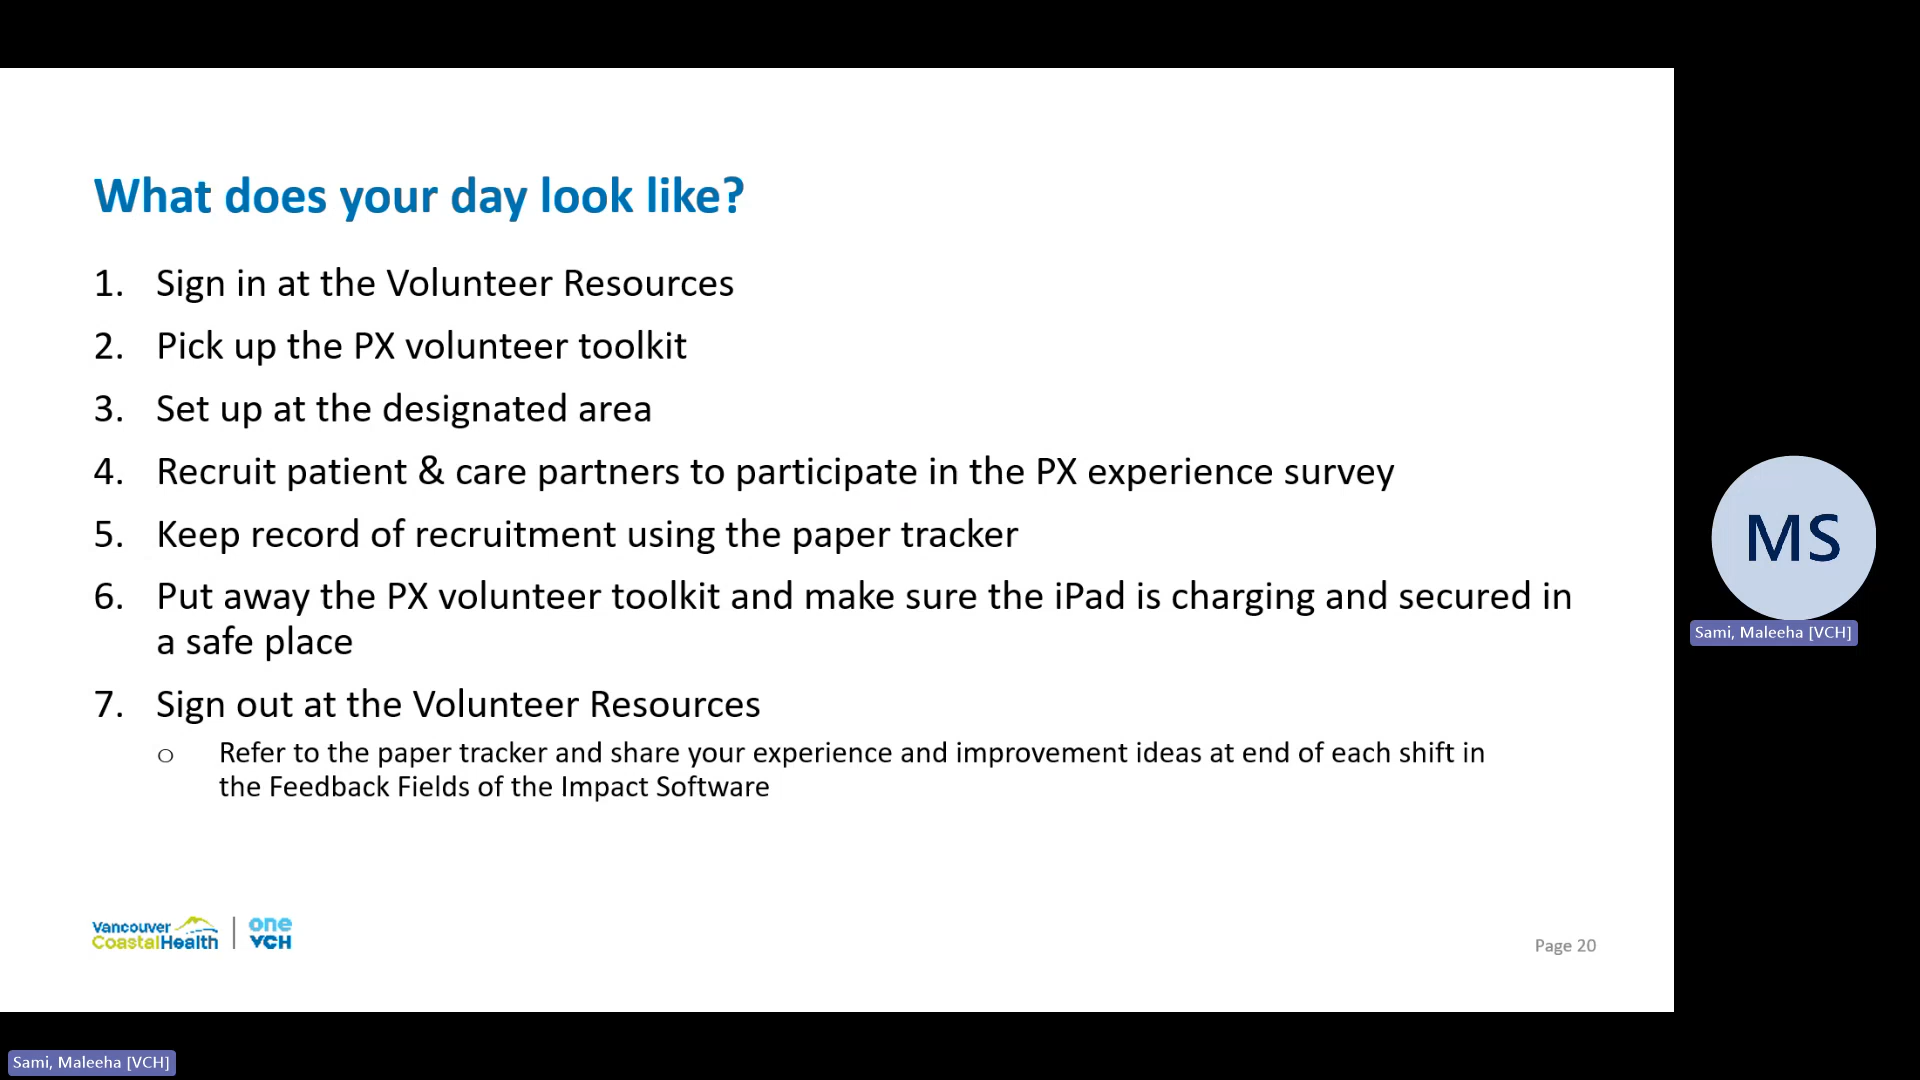 What does your day look like?
1. Sign in at the Volunteer Resources
2. Pick up the PX volunteer toolkit
3. Set up at the designated area
4. Recruit patient & care partners to participate in the PX experience survey
5. Keep record of recruitment using the paper tracker
6. Put away the PX volunteer toolkit and make sure the iPad is charging and secured in
a safe place
7. Sign out at the Volunteer Resources
o Refer to the paper tracker and share your experience and improvement ideas at end of each shift in
the Feedback Fields of the Impact Software
MS
Sami, Maleeha [VCH]
Vancouver
CoastalHealth
one
VCH
Page 20
Sami, Maleeha [VCH]